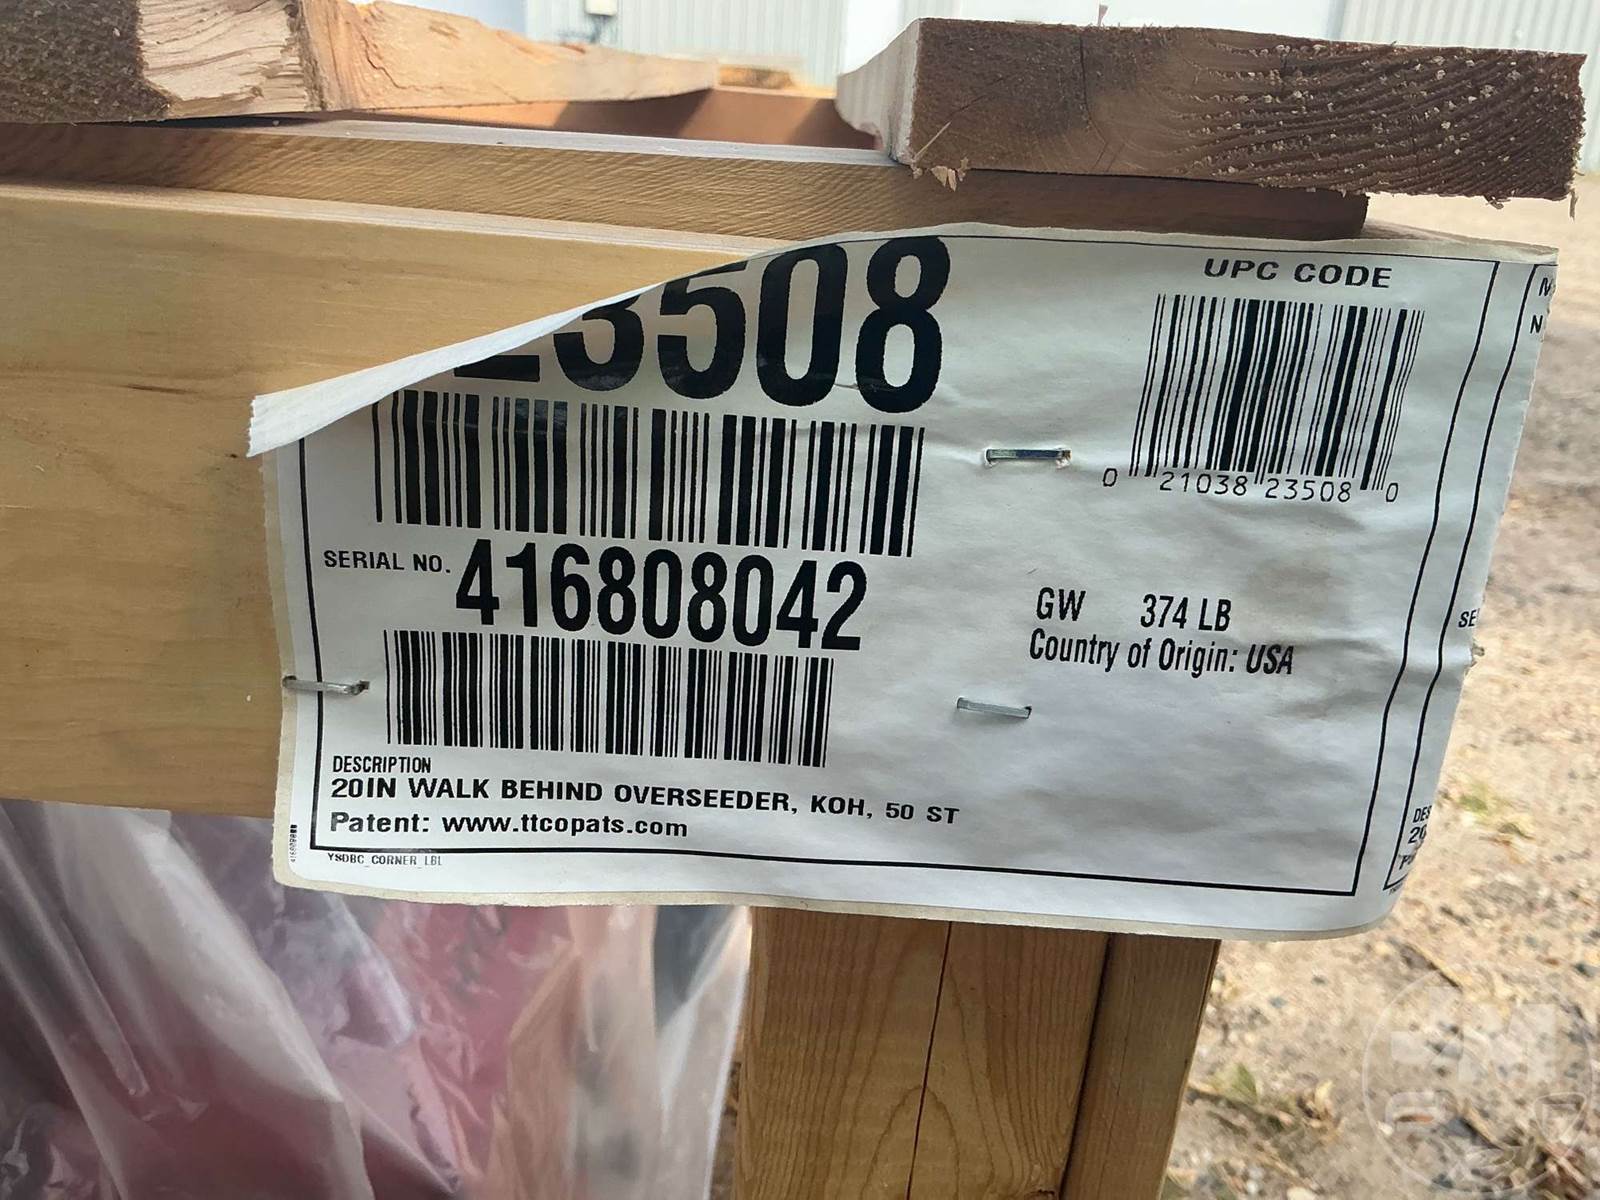 23508
UPC CODE
0 21038 23508 0
SERIAL NO. 416808042
GW 374 LB
Country of Origin: USA
DESCRIPTION
20IN WALK BEHIND OVERSEEDER, KOH, 50 ST
Patent: www.ttcopats.com
YSDBC_CORNER_LBL